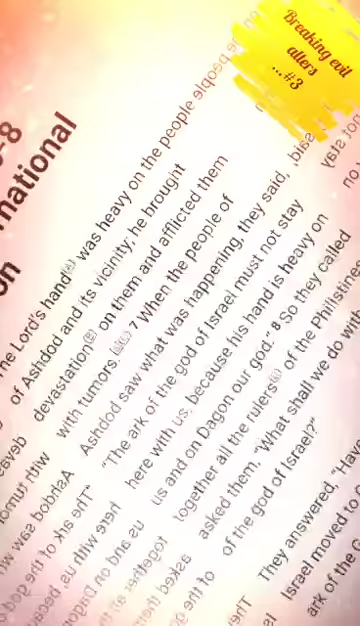 Breaking evil
alters
...#3
-8
rnational
on
The Lord's hand was heavy on the people
of Ashdod and its vicinity; he brought
devastation on them and afflicted them
with tumors. 7 When the people of
Ashdod saw what was happening, they said,
"The ark of the god of Israel must not stay
here with us, because his hand is heavy on
us and on Dagon our god." 8 So they called
together all the rulers of the Philistines
asked them, "What shall we do with
of the god of Israel?"
They answered, "Have
Israel moved to
ark of the